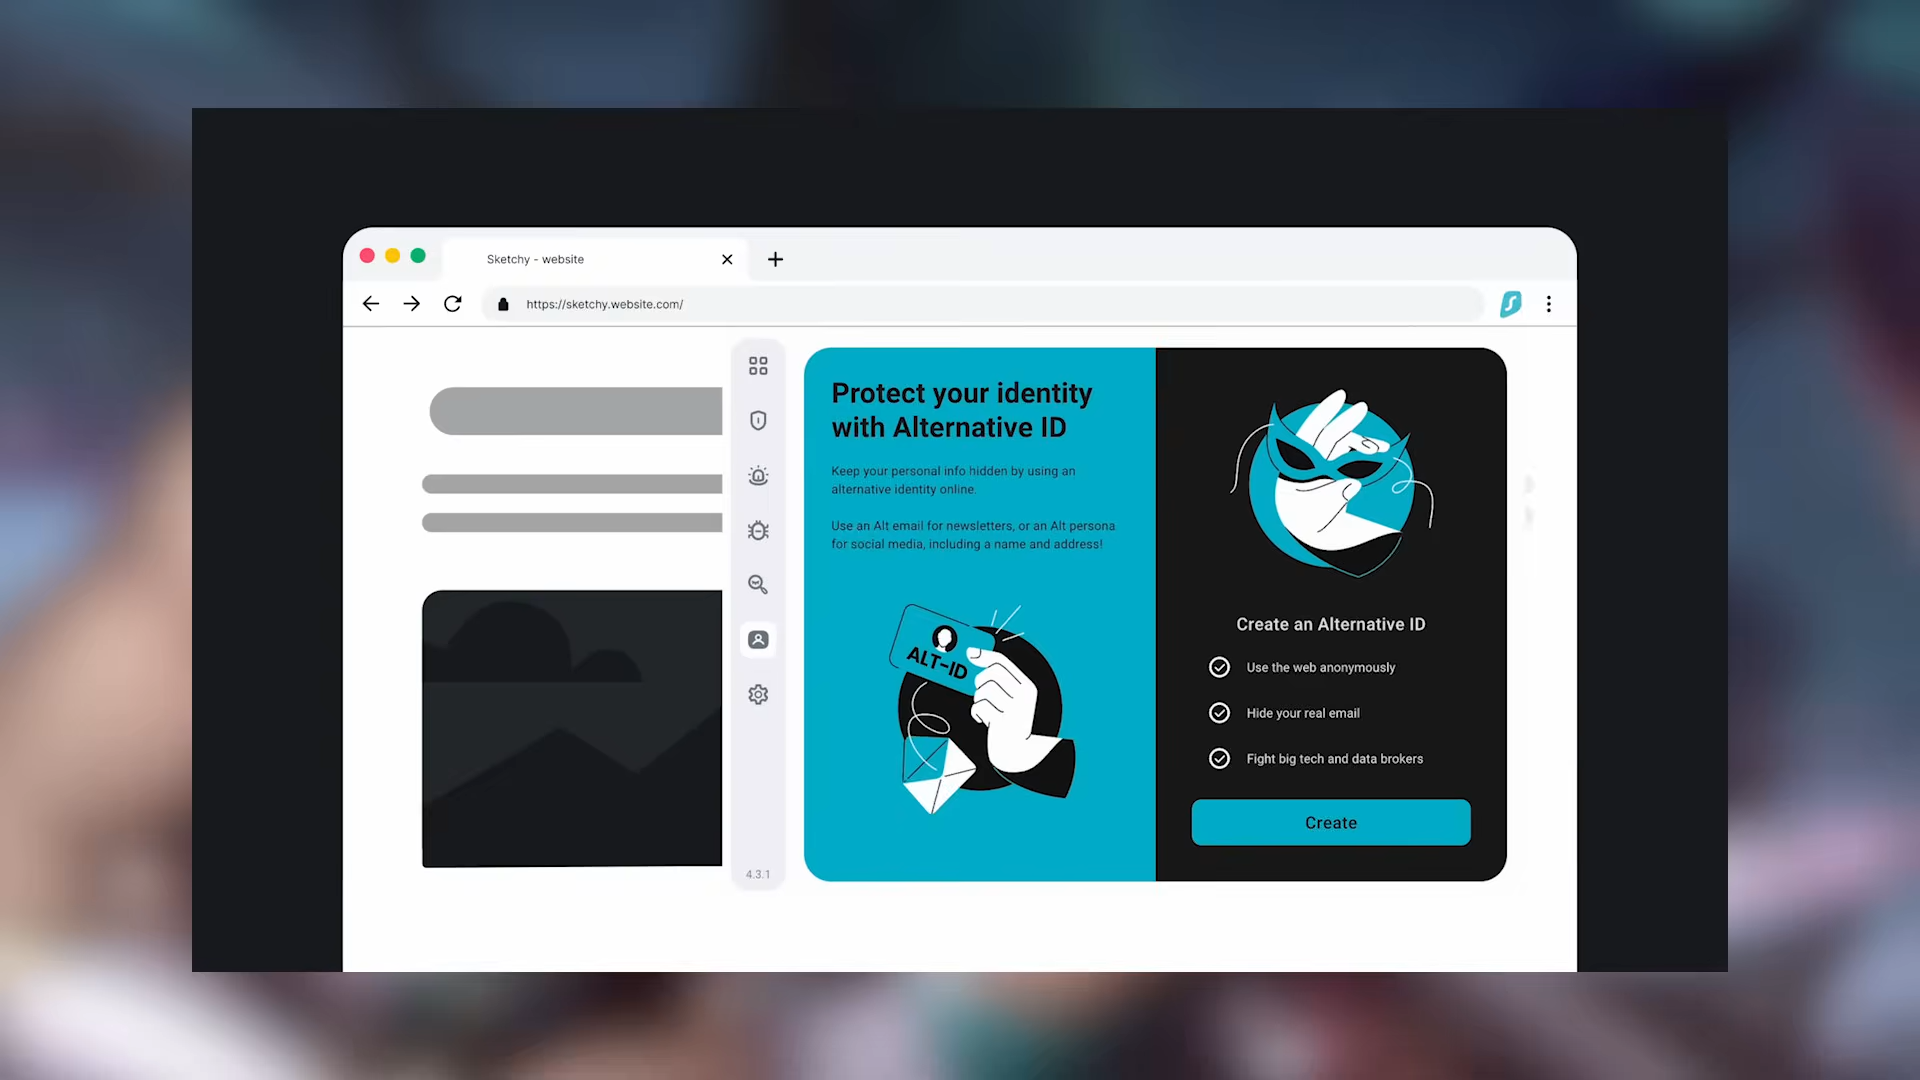 Sketchy - website
https://sketchy.website.com/
Protect your identity
with Alternative ID
Keep your personal info hidden by using an
alternative identity online.
Use an Alt email for newsletters, or an Alt persona
for social media, including a name and address!
ALT-ID
4.3.1
Create an Alternative ID
Use the web anonymously
Hide your real email
Fight big tech and data brokers
Create